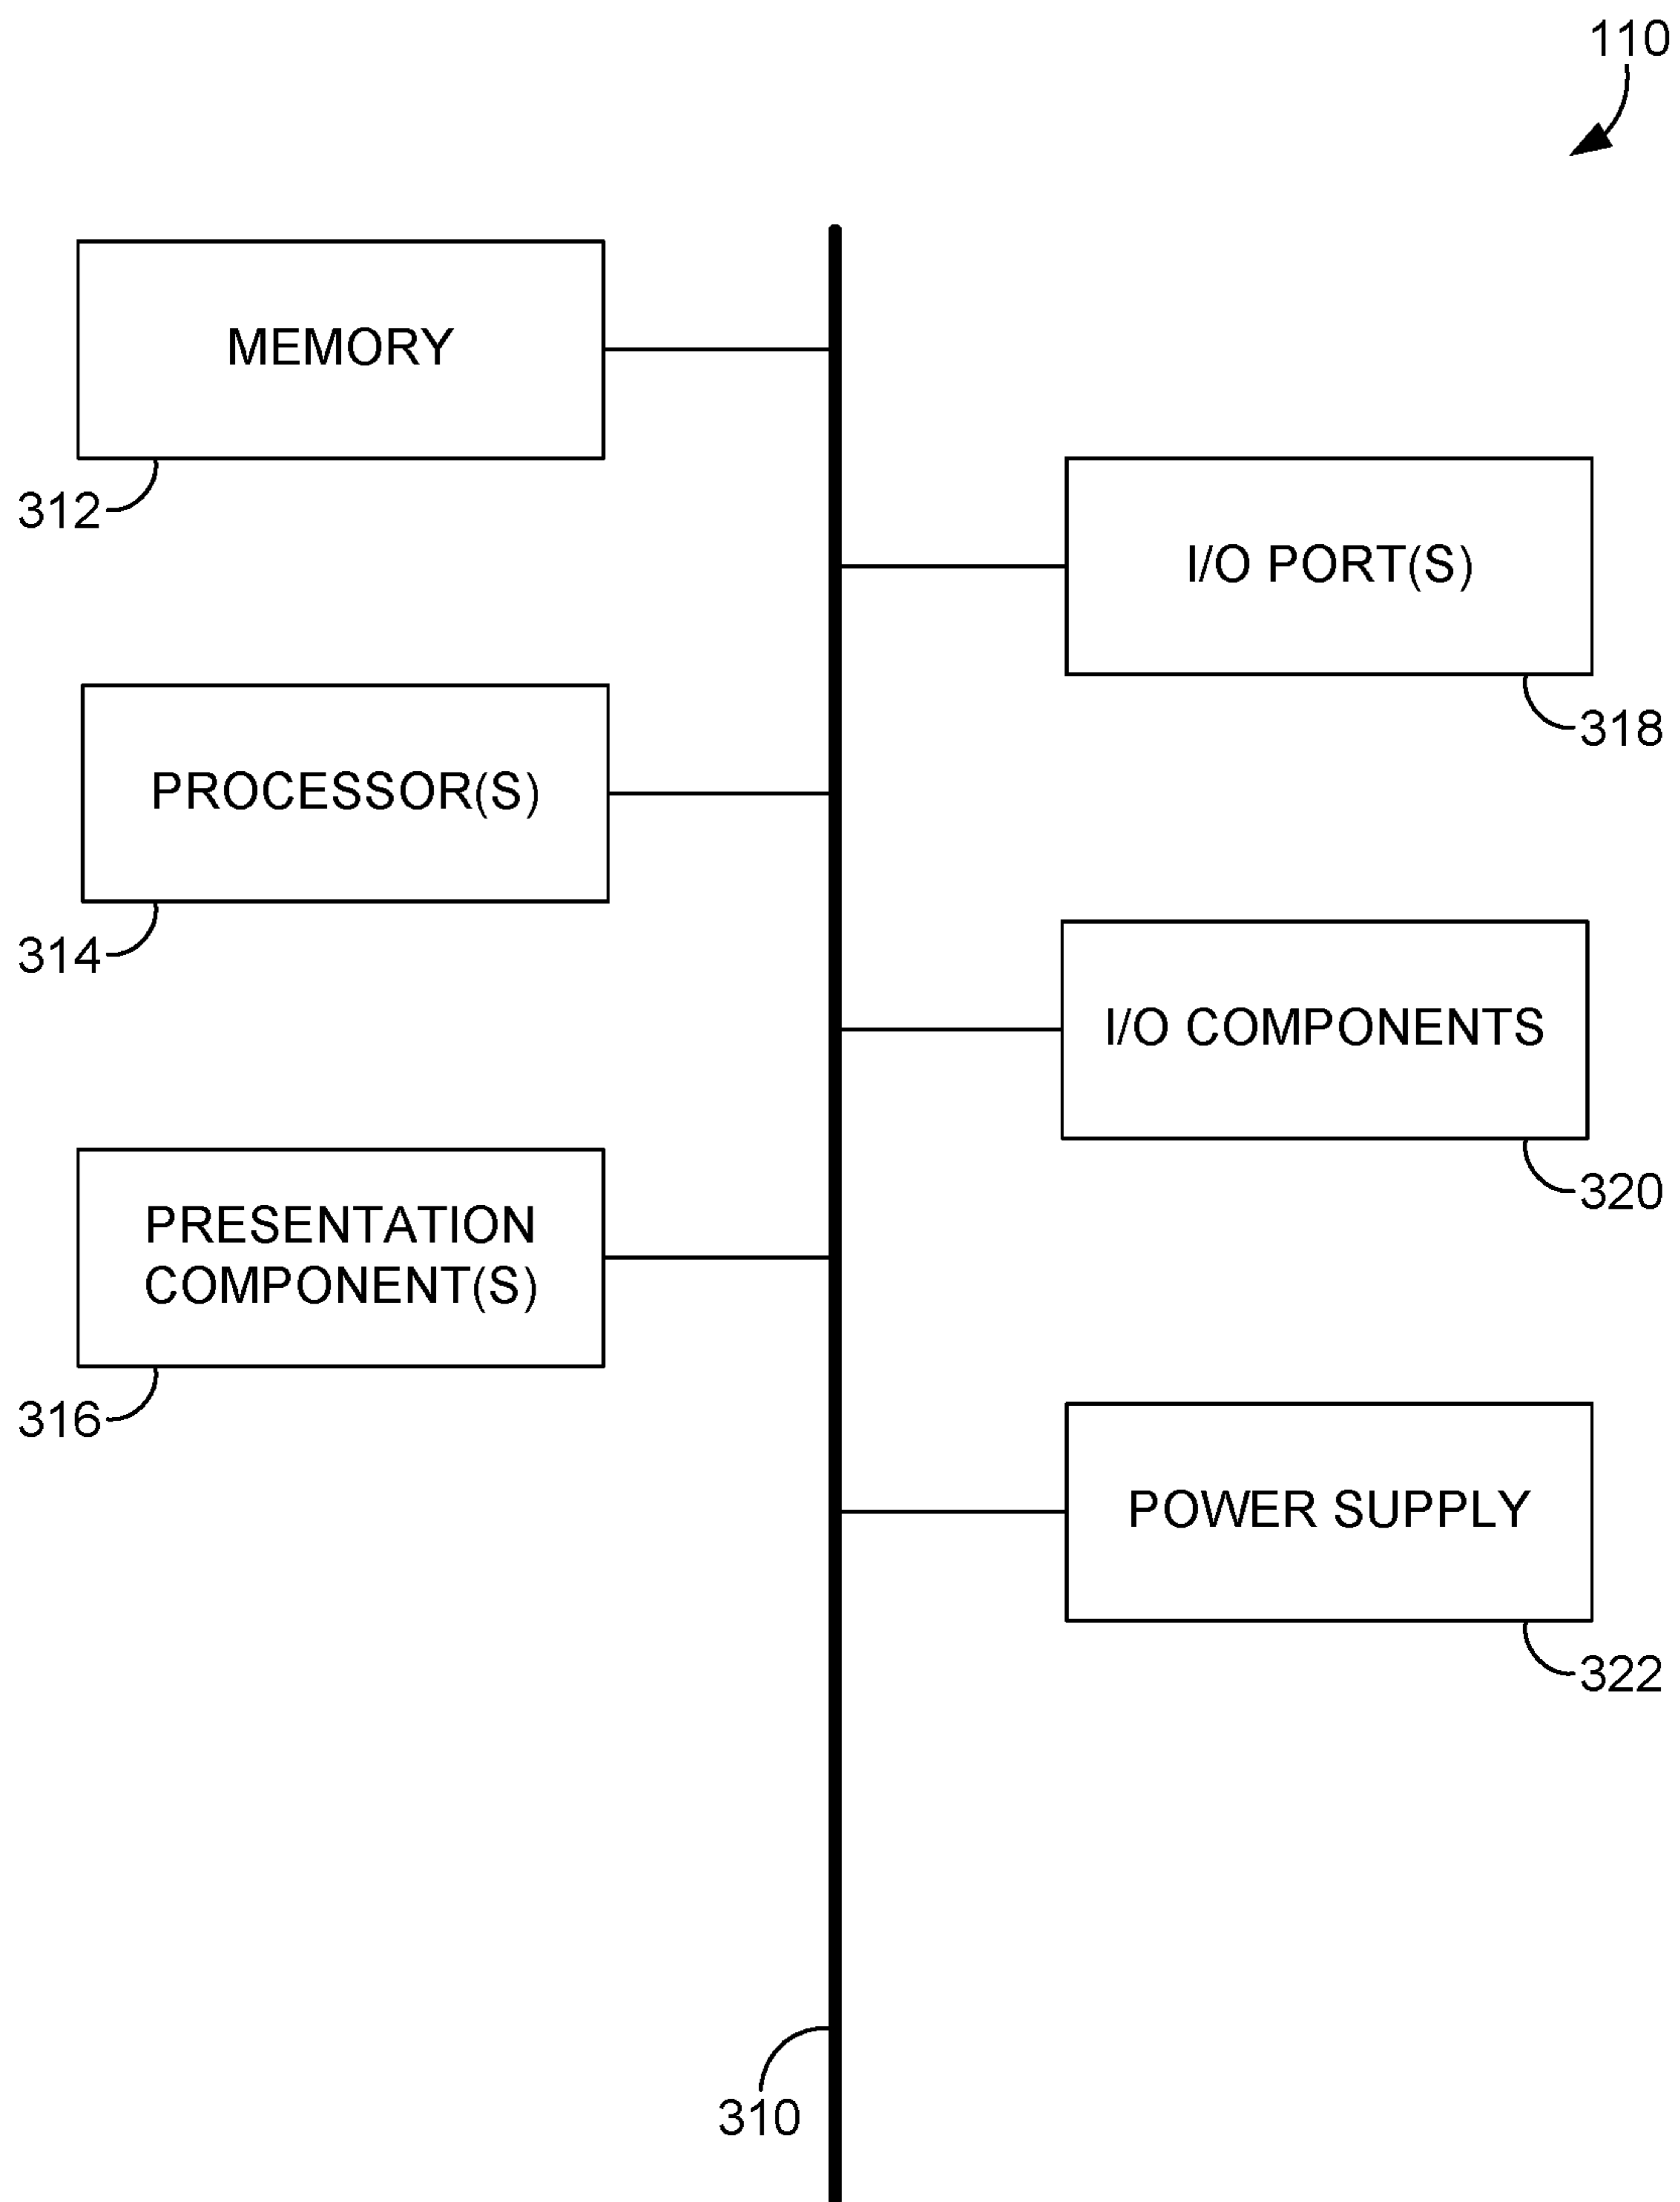 110
MEMORY
312
I/O PORT(S)
318
PROCESSOR(S)
314
I/O COMPONENTS
320
PRESENTATION
COMPONENT(S)
316
POWER SUPPLY
322
310